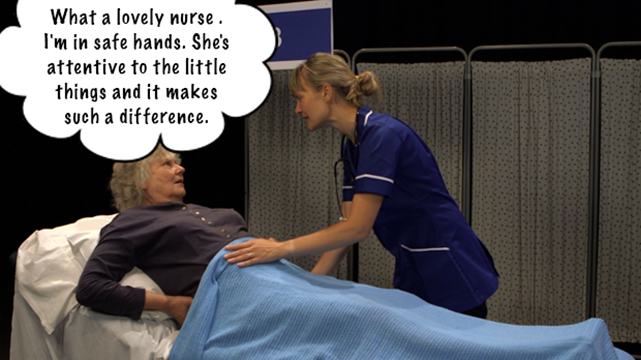 What a lovely nurse .
I'm in safe hands. She's
attentive to the little
things and it makes
such a difference.